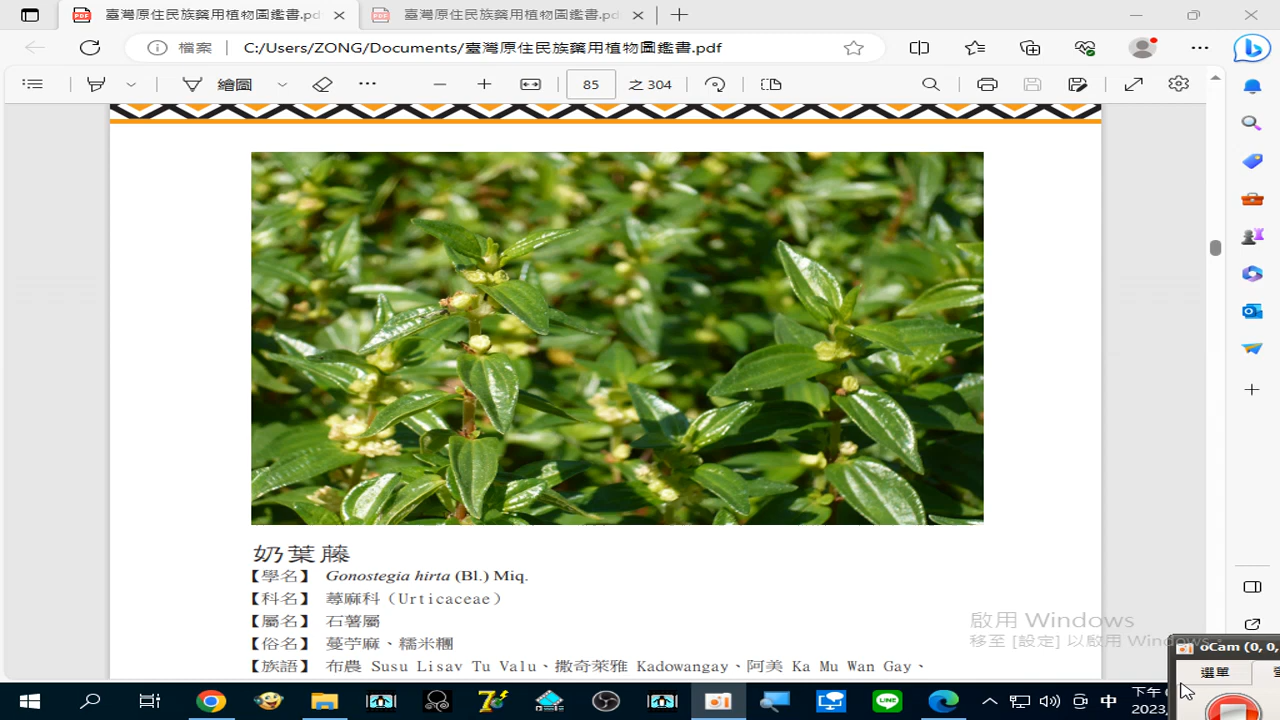 臺灣原住民族藥用植物圖鑑書.pdf
臺灣原住民族藥用植物圖鑑書.pdf
檔案 C:/Users/ZONG/Documents/臺灣原住民族藥用植物圖鑑書.pdf
繪圖 85 之 304
奶葉藤
【學名】 Gonostegia hirta (Bl.) Miq.
【科名】 蕁麻科（Urticaceae）
【屬名】 石薯屬
【俗名】 蔓苧麻、糯米糰
【族語】 布農 Susu Lisav Tu Valu、撒奇萊雅 Kadowangay、阿美 Ka Mu Wan Gay、
啟用 Windows
移至 [設定] 以啟用 Windows。
oCam (0, 0,
選單
中 下午
2023,